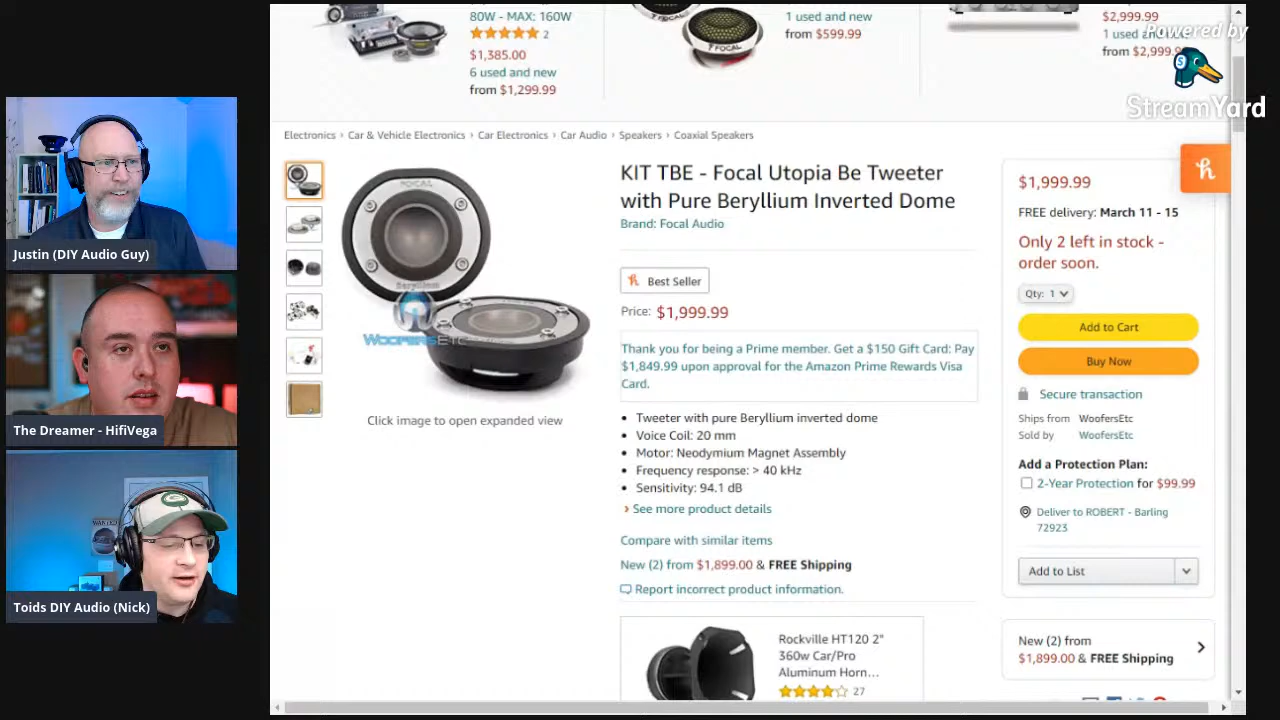 80W - MAX: 160W
2
$1,385.00
6 used and new
from $1,299.99
FOCAL
1 used and new
from $599.99
$2,999.99
1 used and
from $2,999.9
Powered by
S
StreamYard
Electronics › Car & Vehicle Electronics › Car Electronics › Car Audio › Speakers › Coaxial Speakers
Justin (DIY Audio Guy)
The Dreamer - HifiVega
WANTED
Toids DIY Audio (Nick)
FOCAL
Beryllium
WOOFERSETC
Click image to open expanded view
KIT TBE - Focal Utopia Be Tweeter
with Pure Beryllium Inverted Dome
Brand: Focal Audio
h Best Seller
Price: $1,999.99
Thank you for being a Prime member. Get a $150 Gift Card: Pay
$1,849.99 upon approval for the Amazon Prime Rewards Visa
Card.
• Tweeter with pure Beryllium inverted dome
• Voice Coil: 20 mm
• Motor: Neodymium Magnet Assembly
• Frequency response: > 40 kHz
• Sensitivity: 94.1 dB
› See more product details
Compare with similar items
New (2) from $1,899.00 & FREE Shipping
Report incorrect product information.
Rockville HT120 2"
360w Car/Pro
Aluminum Horn...
27
h
$1,999.99
FREE delivery: March 11 - 15
Only 2 left in stock -
order soon.
Qty: 1
Add to Cart
Buy Now
Secure transaction
Ships from WoofersEtc
Sold by WoofersEtc
Add a Protection Plan:
2-Year Protection for $99.99
Deliver to ROBERT - Barling
72923
Add to List
New (2) from
$1,899.00 & FREE Shipping